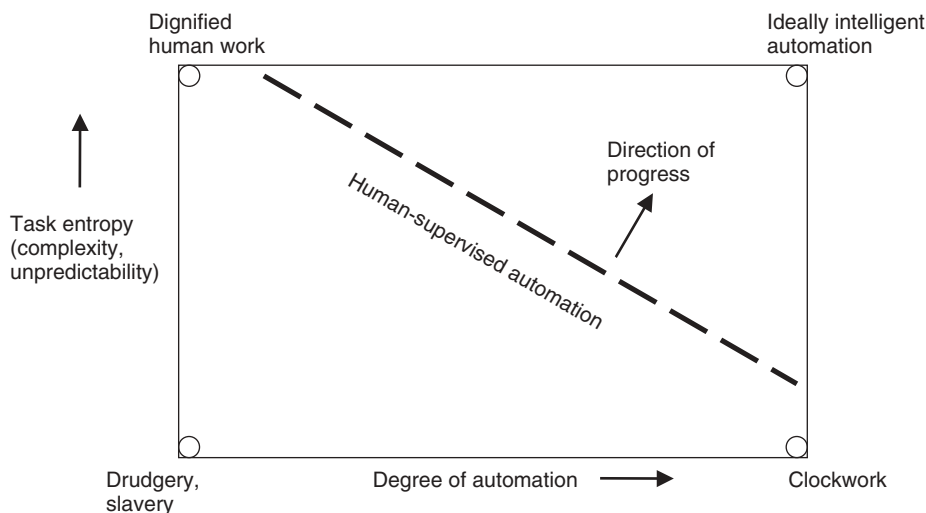 Dignified
human work
Ideally intelligent
automation
Direction of
progress
Human-supervised automation
Task entropy
(complexity,
unpredictability)
Drudgery,
slavery
Degree of automation
Clockwork